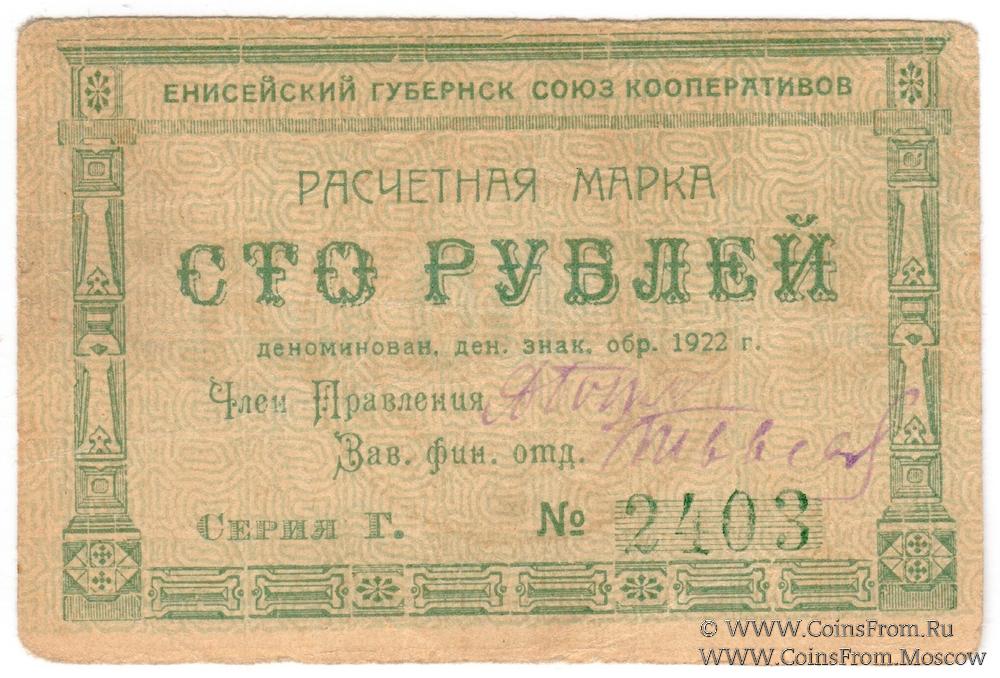 ЕНИСЕЙСКИЙ ГУБЕРНСК СОЮЗ КООПЕРАТИВОВ
РАСЧЕТНАЯ МАРКА
СТО РУБЛЕЙ
деноминован. ден. знак. обр. 1922 г.
Член Правления
Зав. фин. отд.
Серия Г. № 2403
© WWW.CoinsFrom.Ru
WWW.CoinsFrom.Moscow